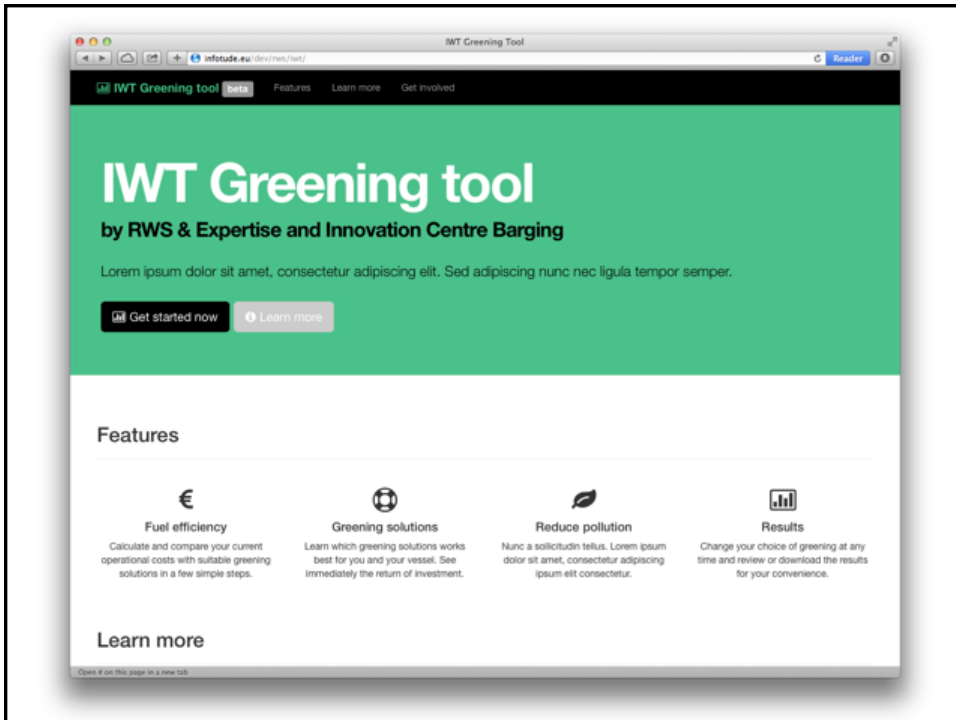 IWT Greening Tool
infotude.eu/dev/rws/iwt/
Reader
IWT Greening tool beta Features Learn more Get involved
IWT Greening tool
by RWS & Expertise and Innovation Centre Barging
Lorem ipsum dolor sit amet, consectetur adipiscing elit. Sed adipiscing nunc nec ligula tempor semper.
Get started now Learn more
Features
Fuel efficiency
Calculate and compare your current
operational costs with suitable greening
solutions in a few simple steps.
Greening solutions
Learn which greening solutions works
best for you and your vessel. See
immediately the return of investment.
Reduce pollution
Nunc a sollicitudin tellus. Lorem ipsum
dolor sit amet, consectetur adipiscing
ipsum elit consectetur.
Results
Change your choice of greening at any
time and review or download the results
for your convenience.
Learn more
Open # on this page in a new tab